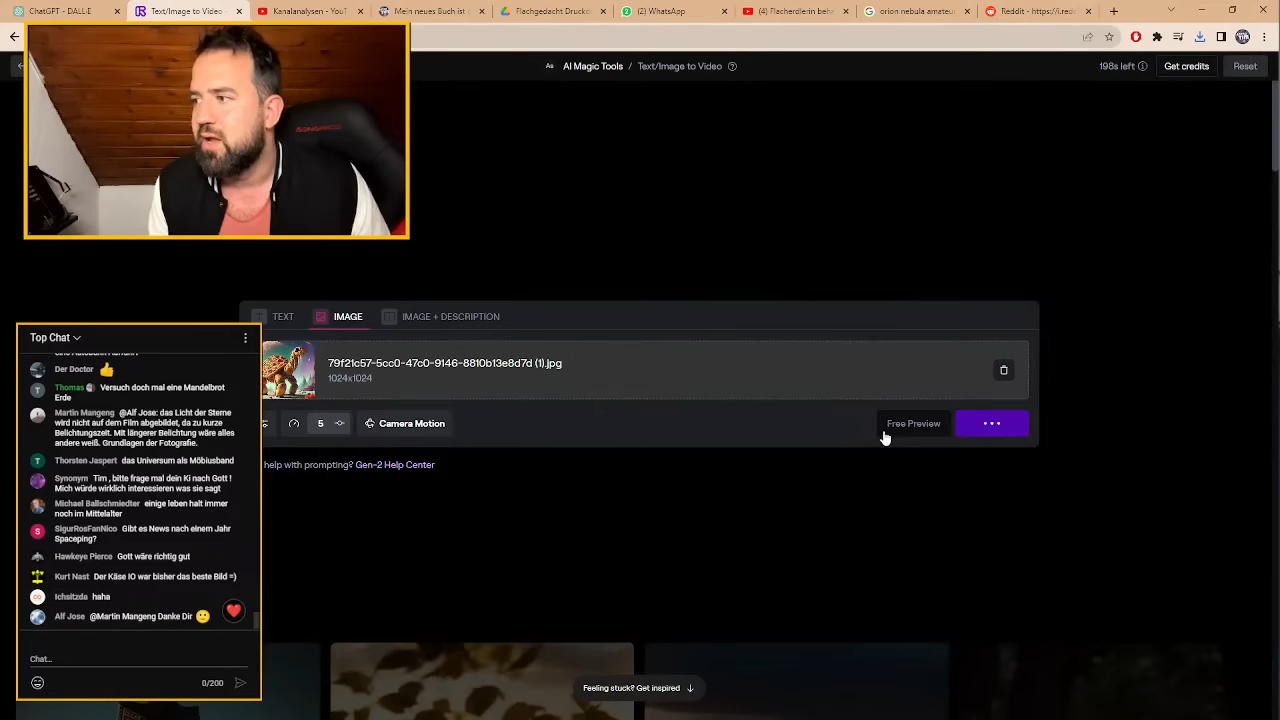 ChatGPT - DALL·E
Text/Image to Video -
Kanalanalysen - YouT
Mein neues Buch ist c
Flachgedacht Druckc
(2) WhatsApp
(2) Flacherdlerin behr
orion nebula amateu
Reddit - https://i.redd
198s left
Get credits
Reset
AI Magic Tools / Text/Image to Video
TEXT
IMAGE
IMAGE + DESCRIPTION
79f21c57-5cc0-47c0-9146-8810b13e8d7d (1).jpg
1024x1024
5
Camera Motion
Free Preview
help with prompting? Gen-2 Help Center
Feeling stuck? Get inspired
Top Chat
Der Doctor
Thomas Versuch doch mal eine Mandelbrot
Erde
Martin Mangeng @Alf Jose: das Licht der Sterne
wird nicht auf dem Film abgebildet, da zu kurze
Belichtungszeit. Mit längerer Belichtung wäre alles
andere weiß. Grundlagen der Fotografie.
Thorsten Jaspert das Universum als Möbiusband
Synonym Tim , bitte frage mal dein Ki nach Gott !
Mich würde wirklich interessieren was sie sagt
Michael Ballschmiedter einige leben halt immer
noch im Mittelalter
SigurRosFanNico Gibt es News nach einem Jahr
Spaceping?
Hawkeye Pierce Gott wäre richtig gut
Kurt Nast Der Käse IO war bisher das beste Bild =)
Ichsitzda haha
Alf Jose @Martin Mangeng Danke Dir
Chat...
0/200